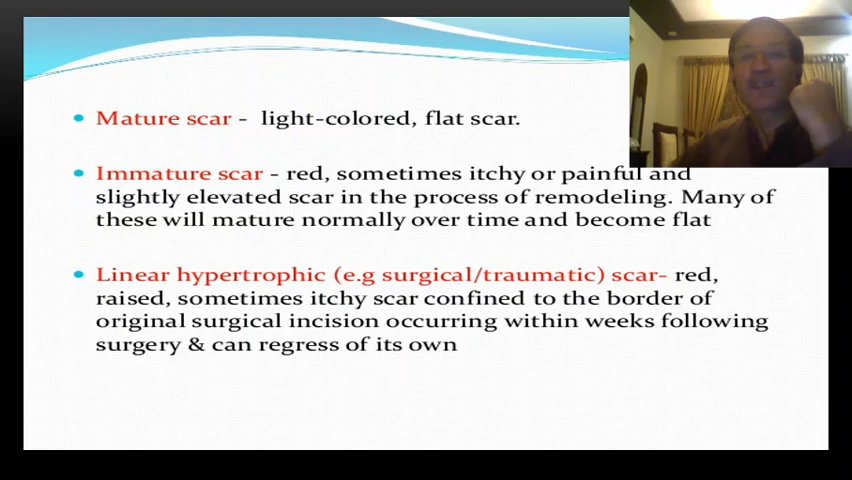 Mature scar - light-colored, flat scar.
Immature scar - red, sometimes itchy or painful and
slightly elevated scar in the process of remodeling. Many of
these will mature normally over time and become flat
Linear hypertrophic (e.g surgical/traumatic) scar- red,
raised, sometimes itchy scar confined to the border of
original surgical incision occurring within weeks following
surgery & can regress of its own